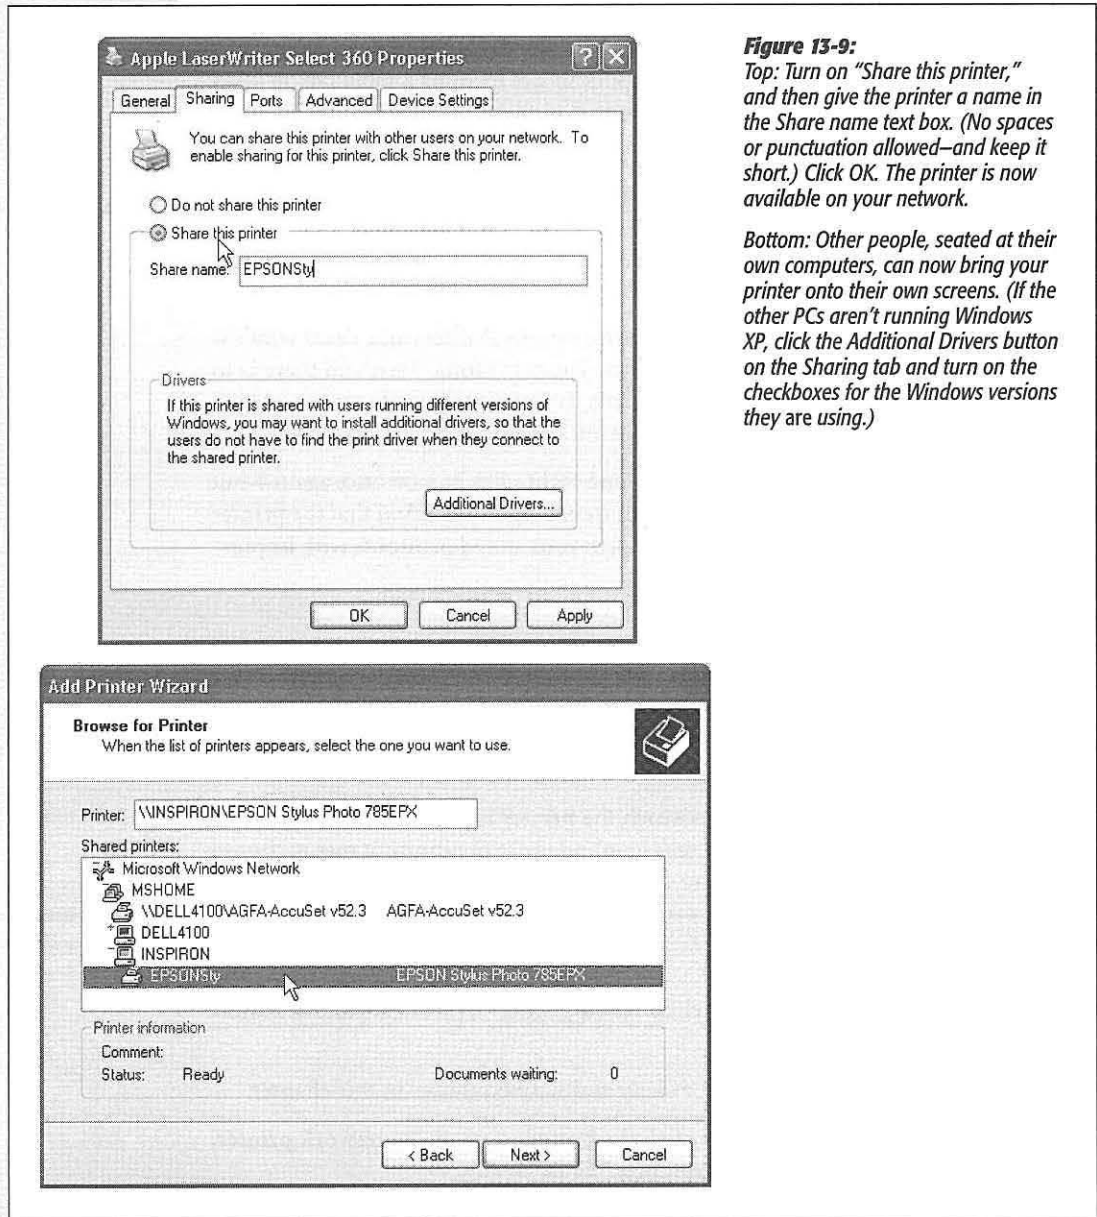 Apple LaserWriter Select 360 Properties
General Sharing Ports Advanced Device Settings
You can share this printer with other users on your network. To
enable sharing for this printer, click Share this printer.
Do not share this printer
Share this printer
Share name: EPSONSty
Drivers
If this printer is shared with users running different versions of
Windows, you may want to install additional drivers, so that the
users do not have to find the print driver when they connect to
the shared printer.
Additional Drivers...
OK Cancel Apply
Figure 13-9:
Top: Turn on “Share this printer,”
and then give the printer a name in
the Share name text box. (No spaces
or punctuation allowed—and keep it
short.) Click OK. The printer is now
available on your network.
Bottom: Other people, seated at their
own computers, can now bring your
printer onto their own screens. (If the
other PCs aren't running Windows
XP, click the Additional Drivers button
on the Sharing tab and turn on the
checkboxes for the Windows versions
they are using.)
Add Printer Wizard
Browse for Printer
When the list of printers appears, select the one you want to use.
Printer: \\INSPIRON\EPSON Stylus Photo 785EPX
Shared printers:
Microsoft Windows Network
MSHOME
\\DELL4100\AGFA-AccuSet v52.3 AGFA-AccuSet v52.3
DELL4100
INSPIRON
EPSONSty EPSON Stylus Photo 785EPX
Printer information
Comment:
Status: Ready Documents waiting: 0
< Back Next > Cancel